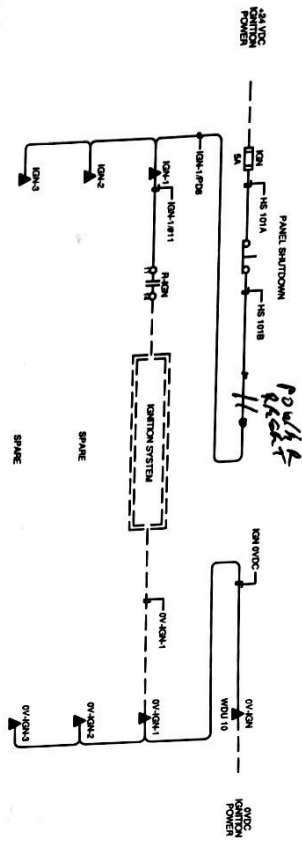 +24 VDC
IGNITION
POWER
IGN
5A
HS 101A
PANEL SHUTDOWN
HS 101B
POWER
IGN 0VDC
0V-IGN
WDU 10
0VDC
IGNITION
POWER
IGN-1/PD8
IGN-1
IGN-1/#11
R-IGN
IGNITION SYSTEM
0V-IGN-1
0V-IGN-1
IGN-2
SPARE
0V-IGN-2
IGN-3
SPARE
0V-IGN-3